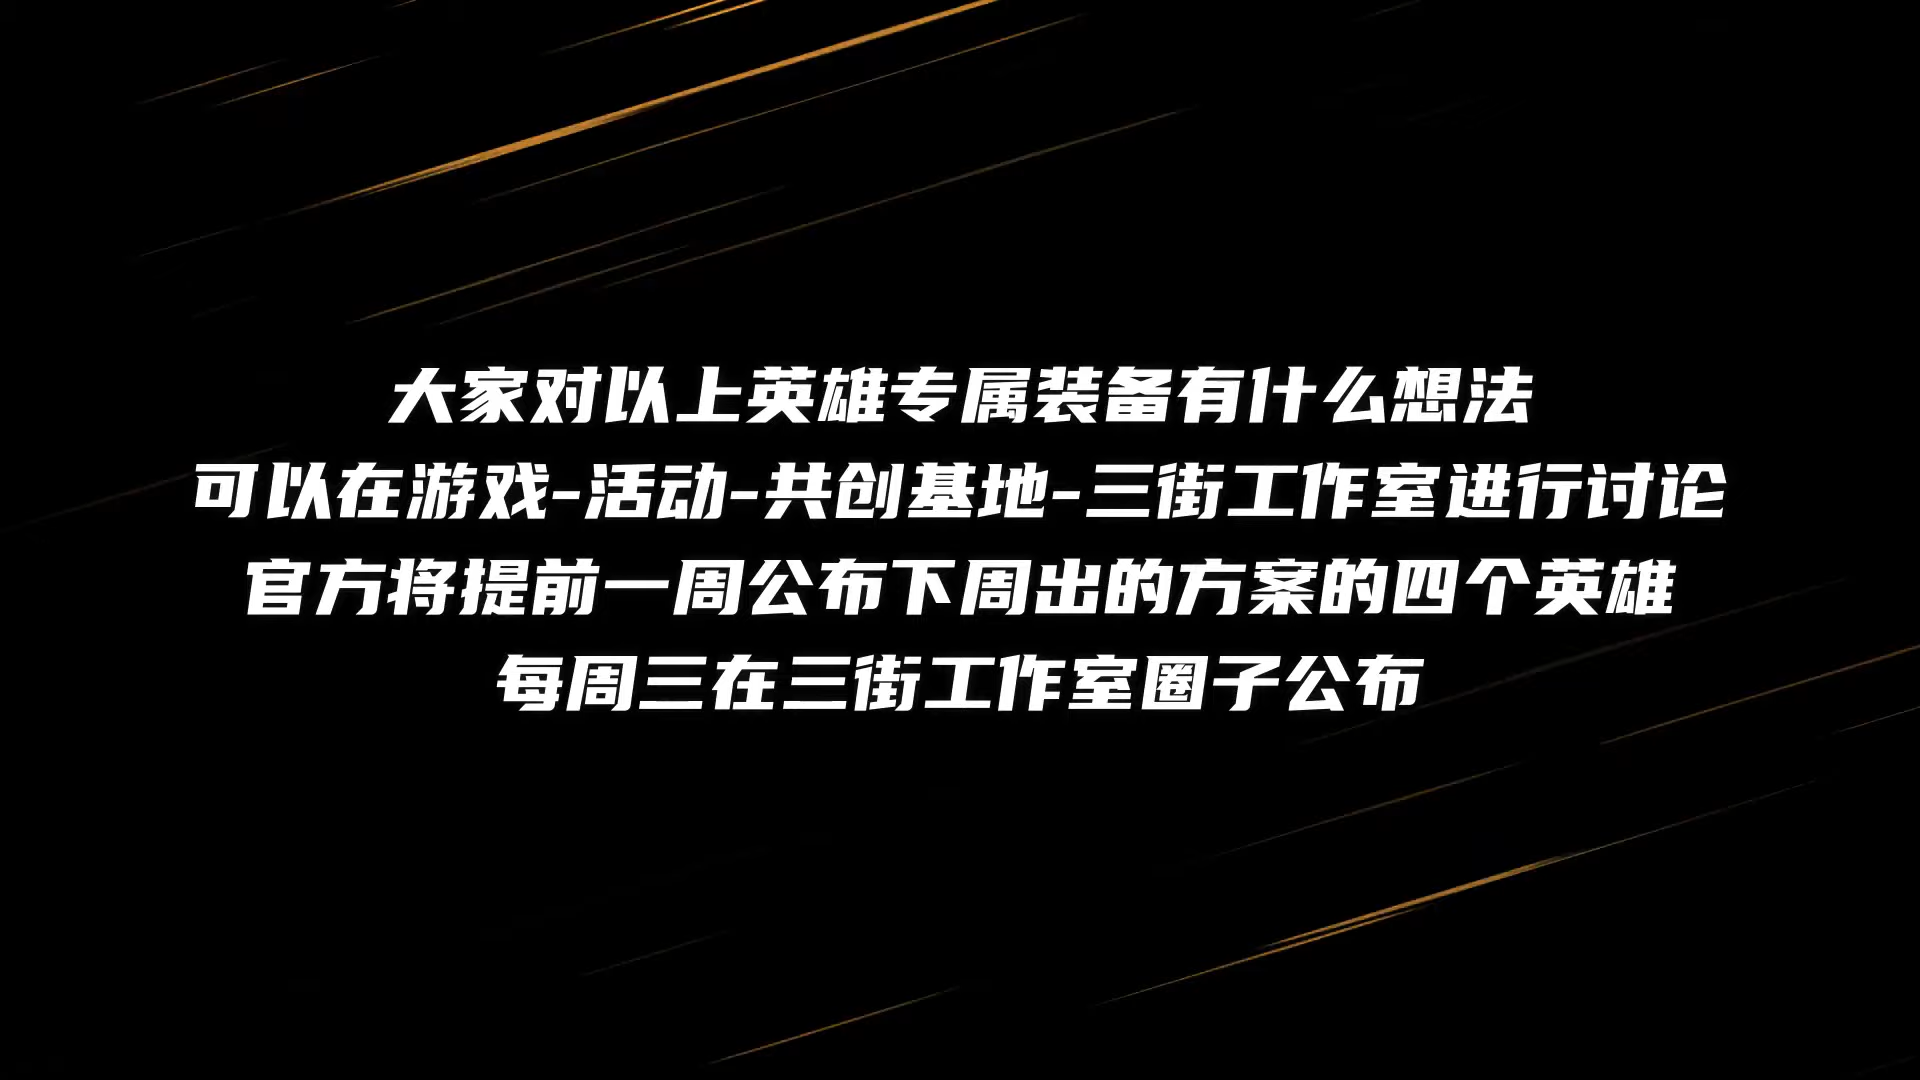 大家对以上英雄专属装备有什么想法
可以在游戏-活动-共创基地-三街工作室进行讨论
官方将提前一周公布下周出的方案的四个英雄
每周三在三街工作室圈子公布